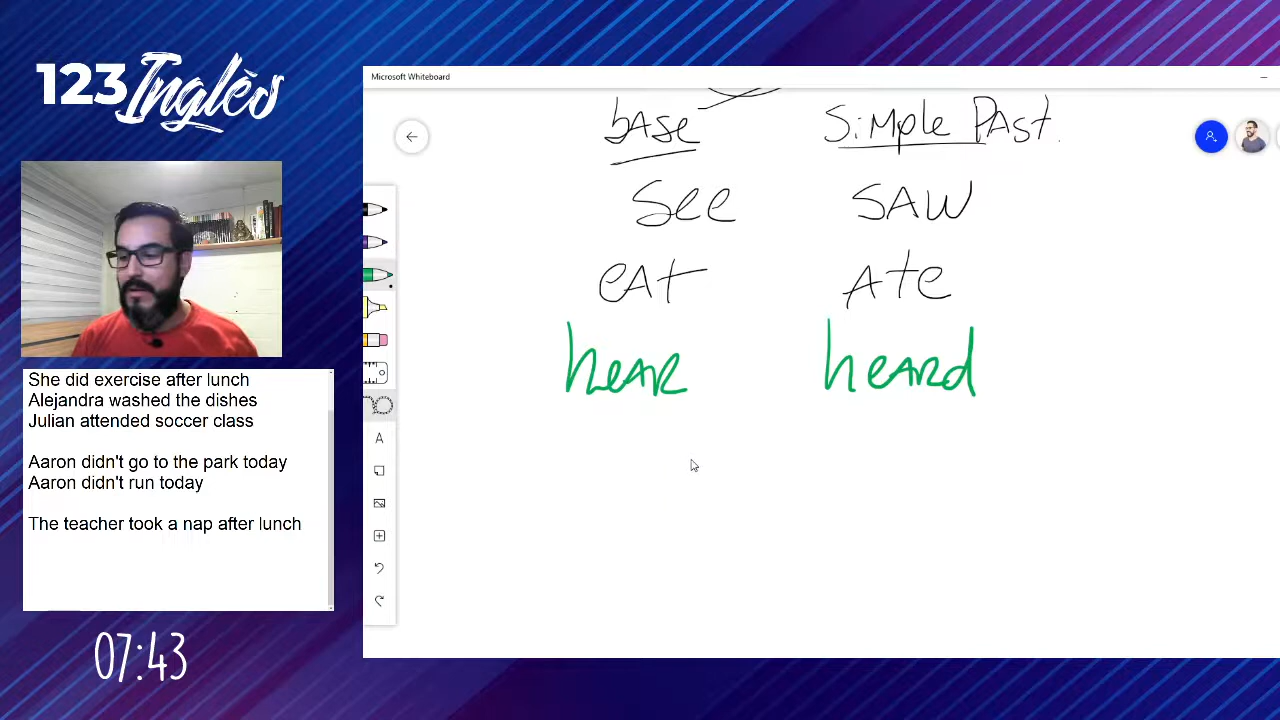 123 Inglès
Microsoft Whiteboard
base Simple Past.
see saw
eat ate
hear heard
She did exercise after lunch
Alejandra washed the dishes
Julian attended soccer class
Aaron didn't go to the park today
Aaron didn't run today
The teacher took a nap after lunch
A
07:43